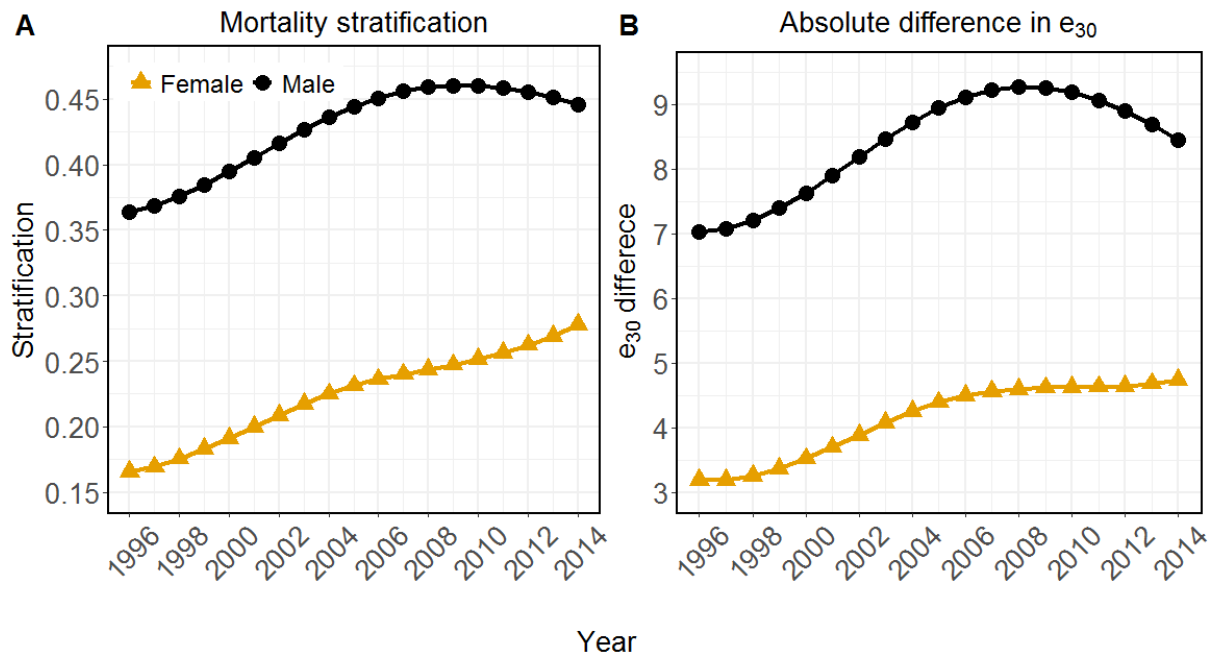 A Mortality stratification
Female Male
Stratification
0.45
0.40
0.35
0.30
0.25
0.20
0.15
1996 1998 2000 2002 2004 2006 2008 2010 2012 2014
B Absolute difference in e30
e30 differece
9
8
7
6
5
4
3
1996 1998 2000 2002 2004 2006 2008 2010 2012 2014
Year